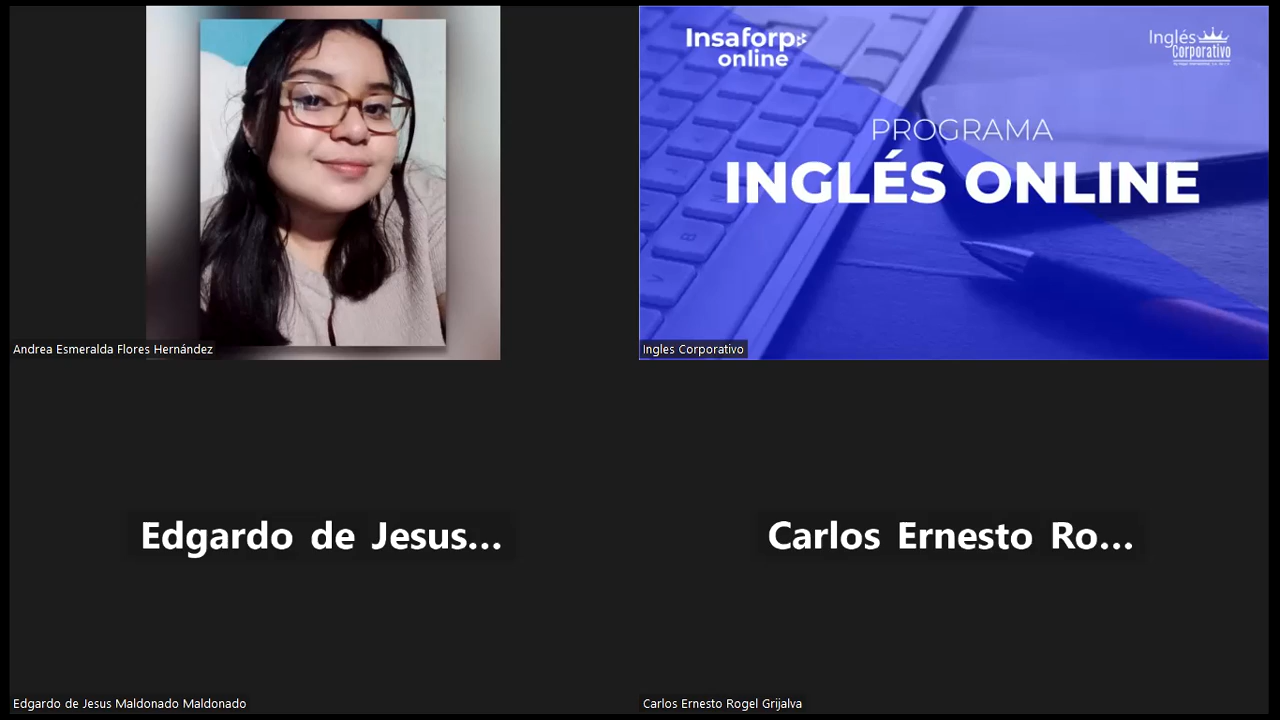 Andrea Esmeralda Flores Hernández
Insaforp
online
Inglés
Corporativo
PROGRAMA
INGLÉS ONLINE
Ingles Corporativo
Edgardo de Jesus...
Carlos Ernesto Ro...
Edgardo de Jesus Maldonado Maldonado
Carlos Ernesto Rogel Grijalva